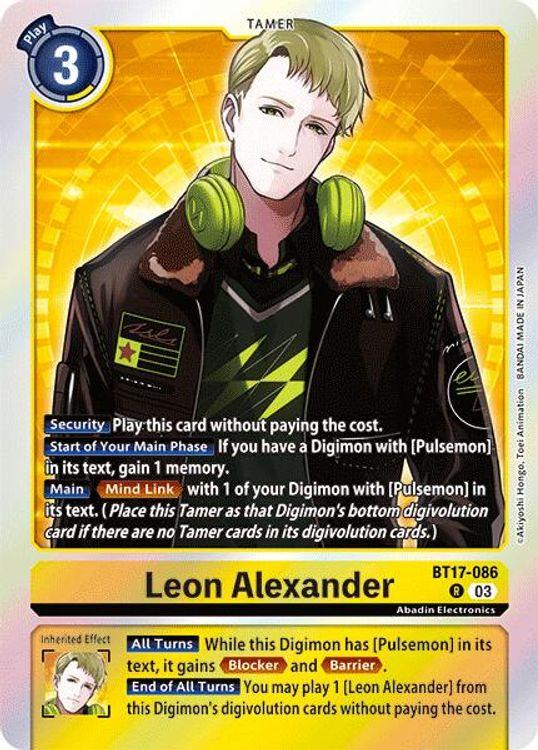 TAMER
Play
3
Security Play this card without paying the cost.
Start of Your Main Phase If you have a Digimon with [Pulsemon]
in its text, gain 1 memory.
Main Mind Link with 1 of your Digimon with [Pulsemon] in
its text. (Place this Tamer as that Digimon's bottom digivolution
card if there are no Tamer cards in its digivolution cards.)
©Akiyoshi Hongo, Toei Animation BANDAI MADE IN JAPAN
Leon Alexander
BT17-086
R 03
Abadin Electronics
Inherited Effect
All Turns While this Digimon has [Pulsemon] in its
text, it gains Blocker and Barrier.
End of All Turns You may play 1 [Leon Alexander] from
this Digimon's digivolution cards without paying the cost.